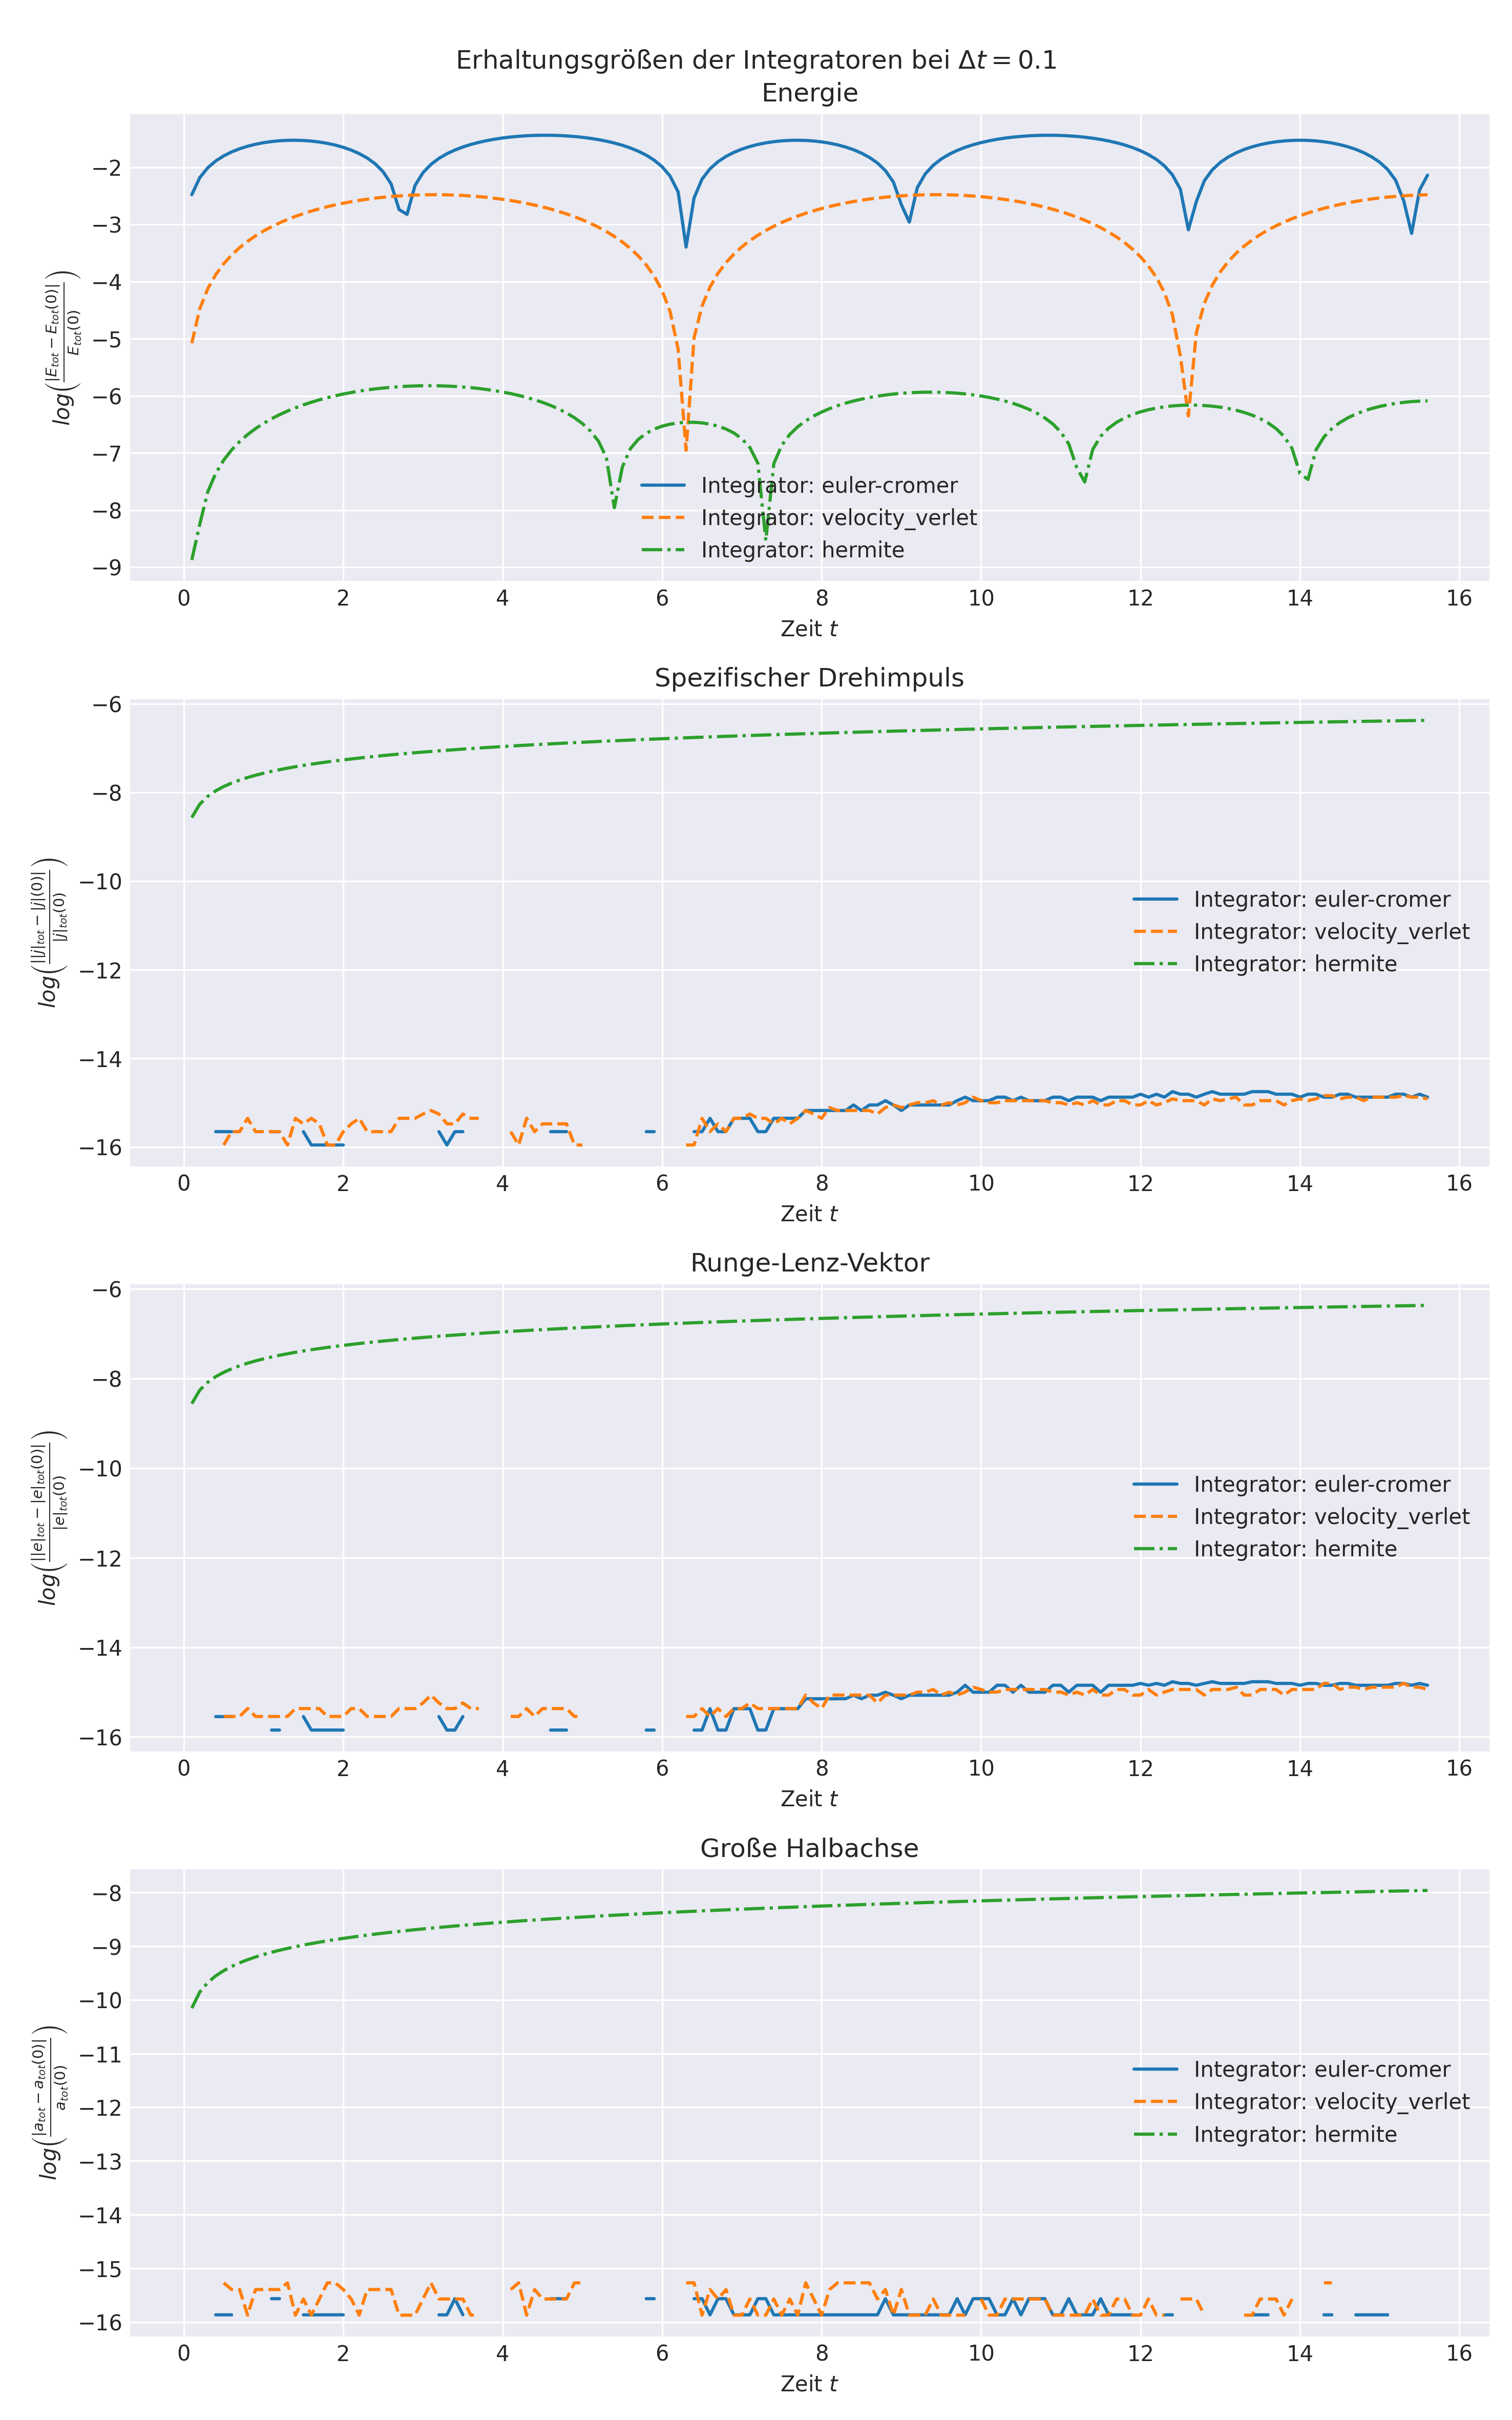 Erhaltungsgrößen der Integratoren bei Δt = 0.1
Energie
log(|E_tot − E_tot(0)| / E_tot(0))
−2
−3
−4
−5
−6
−7
−8
−9
Integrator: euler-cromer
Integrator: velocity_verlet
Integrator: hermite
0 2 4 6 8 10 12 14 16
Zeit t
Spezifischer Drehimpuls
log(||j|_tot − |j|(0)| / |j|_tot(0))
−6
−8
−10
−12
−14
−16
Integrator: euler-cromer
Integrator: velocity_verlet
Integrator: hermite
0 2 4 6 8 10 12 14 16
Zeit t
Runge-Lenz-Vektor
log(||e|_tot − |e|_tot(0)| / |e|_tot(0))
−6
−8
−10
−12
−14
−16
Integrator: euler-cromer
Integrator: velocity_verlet
Integrator: hermite
0 2 4 6 8 10 12 14 16
Zeit t
Große Halbachse
log(|a_tot − a_tot(0)| / a_tot(0))
−8
−9
−10
−11
−12
−13
−14
−15
−16
Integrator: euler-cromer
Integrator: velocity_verlet
Integrator: hermite
0 2 4 6 8 10 12 14 16
Zeit t